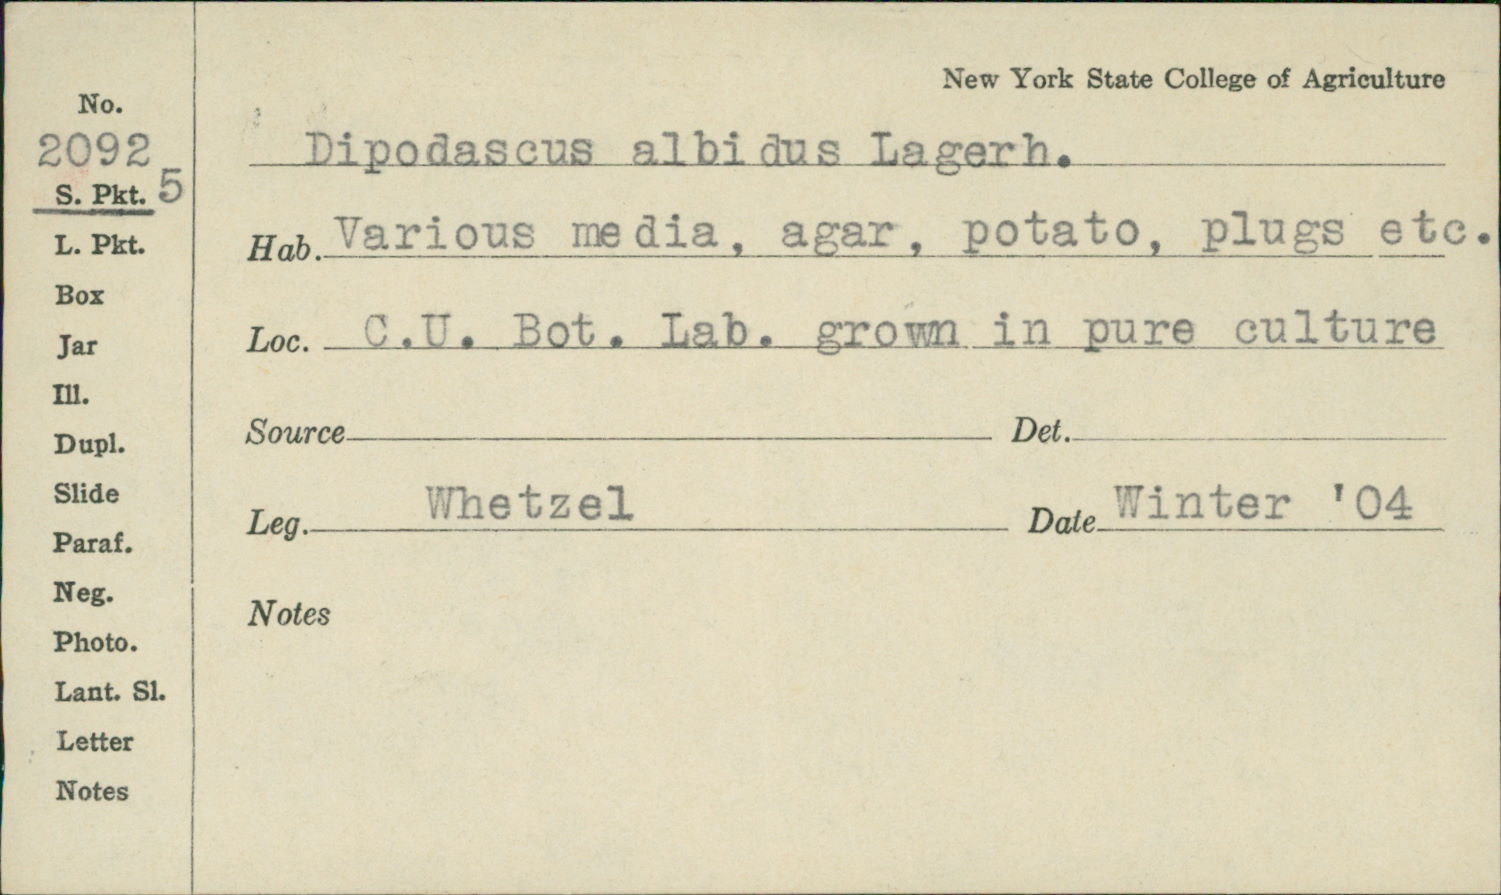 New York State College of Agriculture
No.
2092
S. Pkt. 5
L. Pkt.
Box
Jar
Ill.
Dupl.
Slide
Paraf.
Neg.
Photo.
Lant. Sl.
Letter
Notes
Dipodascus albidus Lagerh.
Hab. Various media, agar, potato, plugs etc.
Loc. C.U. Bot. Lab. grown in pure culture
Source Det.
Leg. Whetzel Date Winter '04
Notes